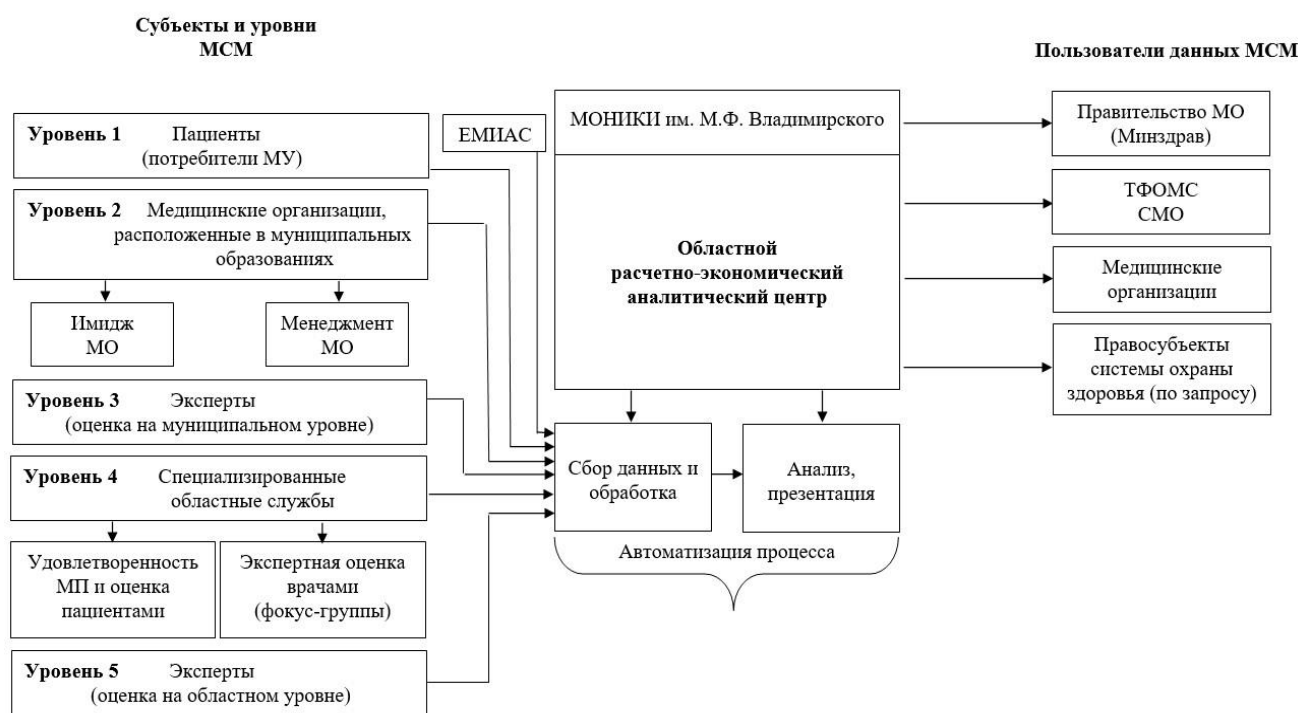 Субъекты и уровни
МСМ
Уровень 1 Пациенты
(потребители МУ)
Уровень 2 Медицинские организации,
расположенные в муниципальных
образованиях
Имидж
МО
Менеджмент
МО
Уровень 3 Эксперты
(оценка на муниципальном уровне)
Уровень 4 Специализированные
областные службы
Удовлетворенность
МП и оценка
пациентами
Экспертная оценка
врачами
(фокус-группы)
Уровень 5 Эксперты
(оценка на областном уровне)
ЕМИАС
МОНИКИ им. М.Ф. Владимирского
Областной
расчетно-экономический
аналитический центр
Сбор данных и
обработка
Анализ,
презентация
Автоматизация процесса
Пользователи данных МСМ
Правительство МО
(Минздрав)
ТФОМС
СМО
Медицинские
организации
Правосубъекты
системы охраны
здоровья (по запросу)